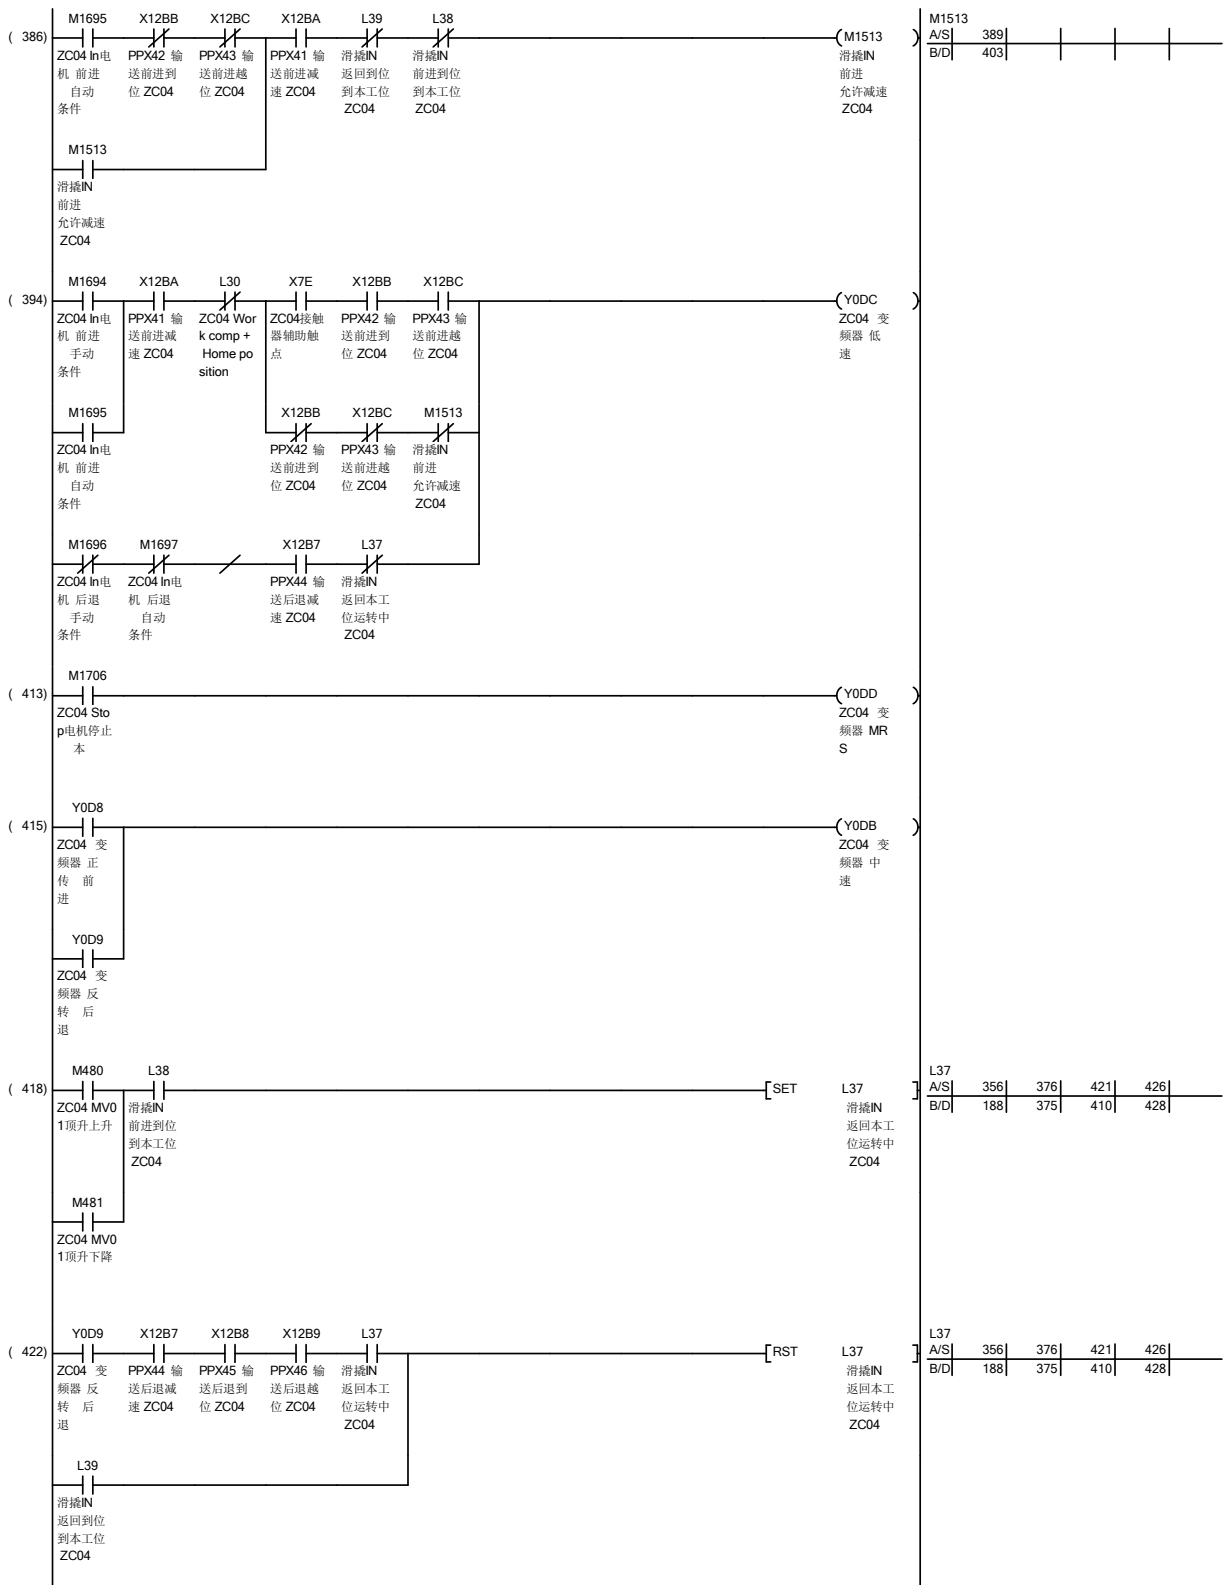 M1695 X12BB X12BC X12BA L39 L38 M1513
( 386) (M1513 ) A/S 389
ZC04 In电 PPX42 输 PPX43 输 PPX41 输 滑撬IN 滑撬IN 滑撬IN B/D 403
机 前进 送前进到 送前进越 送前进减 返回到位 前进到位 前进
自动 位 ZC04 位 ZC04 速 ZC04 到本工位 到本工位 允许减速
条件 ZC04 ZC04 ZC04
M1513
滑撬IN
前进
允许减速
ZC04
M1694 X12BA L30 X7E X12BB X12BC
( 394) (Y0DC )
ZC04 In电 PPX41 输 ZC04 Wor ZC04接触 PPX42 输 PPX43 输 ZC04 变
机 前进 送前进减 k comp + 器辅助触 送前进到 送前进越 频器 低
手动 速 ZC04 Home po 点 位 ZC04 位 ZC04 速
条件 sition
M1695 X12BB X12BC M1513
ZC04 In电 PPX42 输 PPX43 输 滑撬IN
机 前进 送前进到 送前进越 前进
自动 位 ZC04 位 ZC04 允许减速
条件 ZC04
M1696 M1697 X12B7 L37
ZC04 In电 ZC04 In电 PPX44 输 滑撬IN
机 后退 机 后退 送后退减 返回本工
手动 自动 速 ZC04 位运转中
条件 条件 ZC04
M1706
( 413) (Y0DD )
ZC04 Sto ZC04 变
p电机停止 频器 MR
本 S
Y0D8
( 415) (Y0DB )
ZC04 变 ZC04 变
频器 正 频器 中
传 前 速
进
Y0D9
ZC04 变
频器 反
转 后
退
M480 L38 L37
( 418) [SET L37 ] A/S 356 376 421 426
ZC04 MV0 滑撬IN 滑撬IN B/D 188 375 410 428
1顶升上升 前进到位 返回本工
到本工位 位运转中
ZC04 ZC04
M481
ZC04 MV0
1顶升下降
Y0D9 X12B7 X12B8 X12B9 L37 L37
( 422) [RST L37 ] A/S 356 376 421 426
ZC04 变 PPX44 输 PPX45 输 PPX46 输 滑撬IN 滑撬IN B/D 188 375 410 428
频器 反 送后退减 送后退到 送后退越 返回本工 返回本工
转 后 速 ZC04 位 ZC04 位 ZC04 位运转中 位运转中
退 ZC04 ZC04
L39
滑撬IN
返回到位
到本工位
ZC04